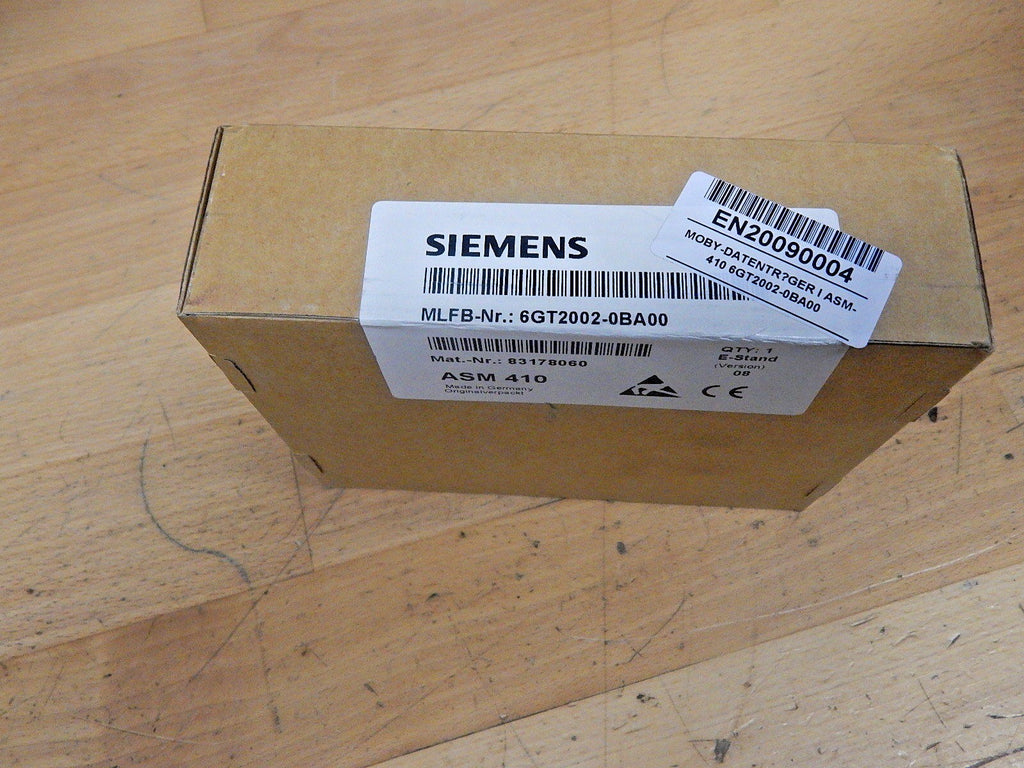 SIEMENS
MLFB-Nr.: 6GT2002-0BA00
Mat.-Nr.: 83178060
ASM 410
Made in Germany
Originalverpackt
QTY: 1
E-Stand
(Version)
08
CE
EN20090004
MOBY-DATENTR?GER I ASM-
410 6GT2002-0BA00